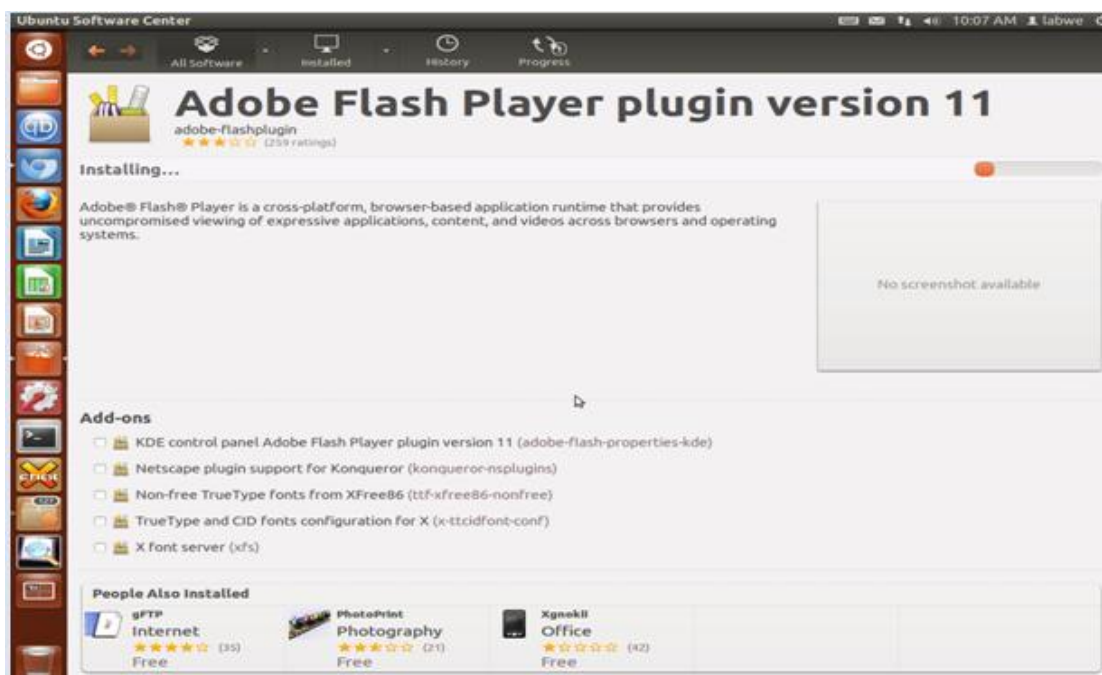 Ubuntu Software Center
10:07 AM labwe
All Software
Installed
History
Progress
Adobe Flash Player plugin version 11
adobe-flashplugin
(259 ratings)
Installing...
Adobe® Flash® Player is a cross-platform, browser-based application runtime that provides
uncompromised viewing of expressive applications, content, and videos across browsers and operating
systems.
No screenshot available
Add-ons
KDE control panel Adobe Flash Player plugin version 11 (adobe-flash-properties-kde)
Netscape plugin support for Konqueror (konqueror-nsplugins)
Non-free TrueType fonts from XFree86 (ttf-xfree86-nonfree)
TrueType and CID fonts configuration for X (x-ttcidfont-conf)
X font server (xfs)
People Also Installed
gFTP
Internet
(35)
Free
PhotoPrint
Photography
(21)
Free
Xgnokii
Office
(42)
Free